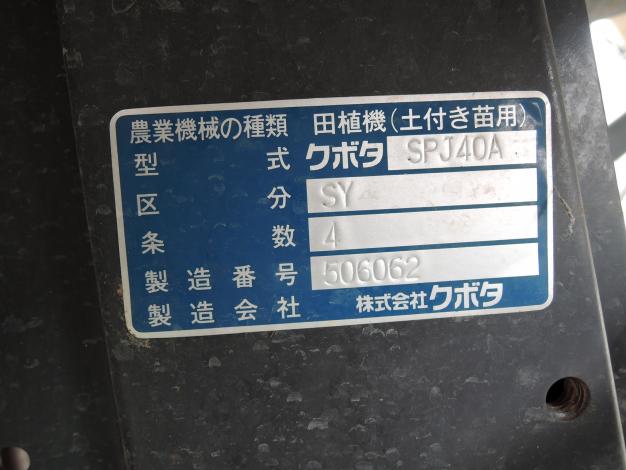 農業機械の種類 田植機(土付き苗用)
型式 クボタ SPJ40A
区分 SY
条数 4
製造番号 506062
製造会社 株式会社クボタ